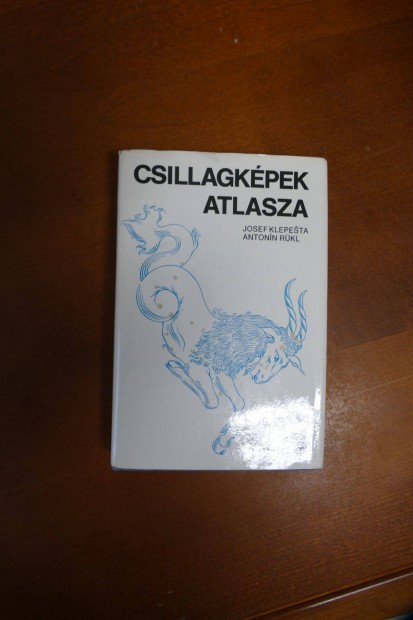 CSILLAGKÉPEK
ATLASZA
JOSEF KLEPEŠTA
ANTONÍN RÜKL